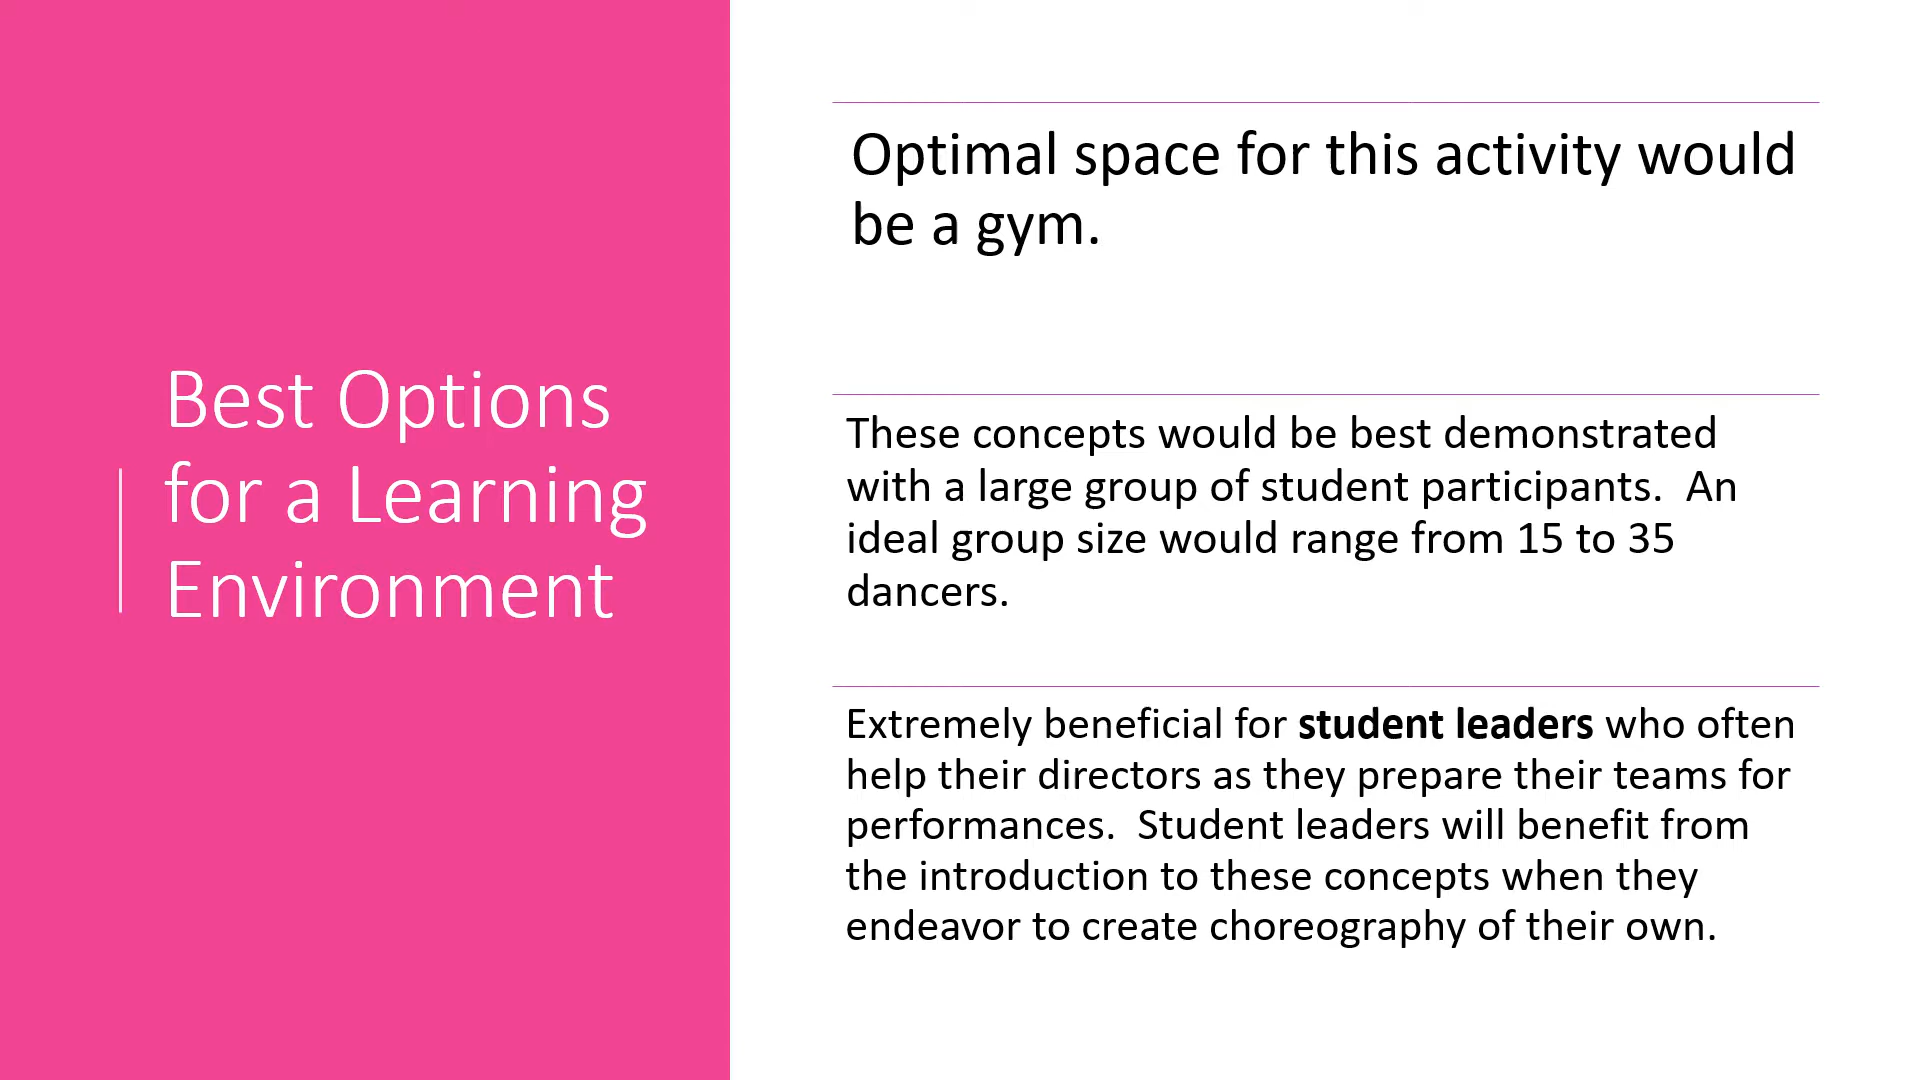 Best Options
for a Learning
Environment
Optimal space for this activity would
be a gym.
These concepts would be best demonstrated
with a large group of student participants.  An
ideal group size would range from 15 to 35
dancers.
Extremely beneficial for student leaders who often
help their directors as they prepare their teams for
performances.  Student leaders will benefit from
the introduction to these concepts when they
endeavor to create choreography of their own.